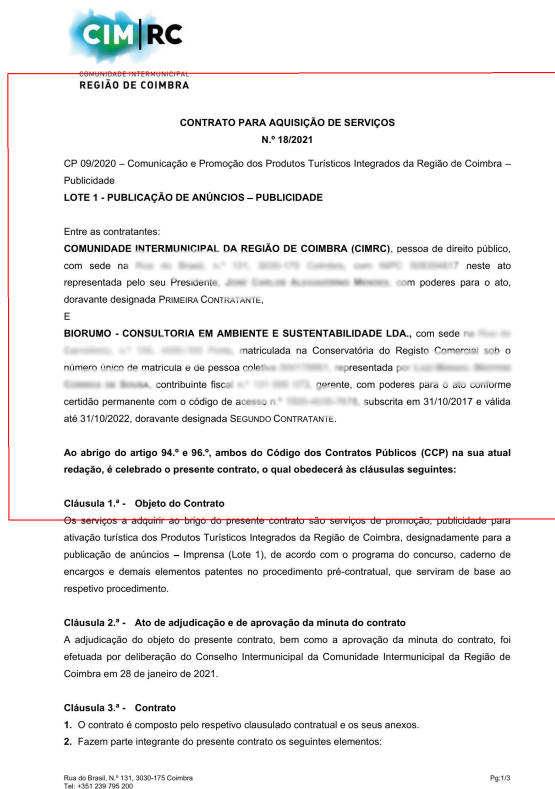 CIM|RC
COMUNIDADE INTERMUNICIPAL
REGIÃO DE COIMBRA
CONTRATO PARA AQUISIÇÃO DE SERVIÇOS
N.º 18/2021
CP 09/2020 – Comunicação e Promoção dos Produtos Turísticos Integrados da Região de Coimbra –
Publicidade
LOTE 1 - PUBLICAÇÃO DE ANÚNCIOS – PUBLICIDADE
Entre as contratantes:
COMUNIDADE INTERMUNICIPAL DA REGIÃO DE COIMBRA (CIMRC), pessoa de direito público,
com sede na neste ato
representada pelo seu Presidente, com poderes para o ato,
doravante designada PRIMEIRA CONTRATANTE,
E
BIORUMO - CONSULTORIA EM AMBIENTE E SUSTENTABILIDADE LDA., com sede
matriculada na Conservatória do Registo Comercial sob o
número único de matricula e de pessoa coletiva representada por
contribuinte fiscal gerente, com poderes para o ato conforme
certidão permanente com o código de acesso n.º subscrita em 31/10/2017 e válida
até 31/10/2022, doravante designada SEGUNDO CONTRATANTE.
Ao abrigo do artigo 94.º e 96.º, ambos do Código dos Contratos Públicos (CCP) na sua atual
redação, é celebrado o presente contrato, o qual obedecerá às cláusulas seguintes:
Cláusula 1.ª - Objeto do Contrato
Os serviços a adquirir ao brigo do presente contrato são serviços de promoção, publicidade para
ativação turística dos Produtos Turísticos Integrados da Região de Coimbra, designadamente para a
publicação de anúncios – Imprensa (Lote 1), de acordo com o programa do concurso, caderno de
encargos e demais elementos patentes no procedimento pré-contratual, que serviram de base ao
respetivo procedimento.
Cláusula 2.ª - Ato de adjudicação e de aprovação da minuta do contrato
A adjudicação do objeto do presente contrato, bem como a aprovação da minuta do contrato, foi
efetuada por deliberação do Conselho Intermunicipal da Comunidade Intermunicipal da Região de
Coimbra em 28 de janeiro de 2021.
Cláusula 3.ª - Contrato
1. O contrato é composto pelo respetivo clausulado contratual e os seus anexos.
2. Fazem parte integrante do presente contrato os seguintes elementos:
Rua do Brasil, N.º 131, 3030-175 Coimbra
Pg:1/3
Tel: +351 239 795 200